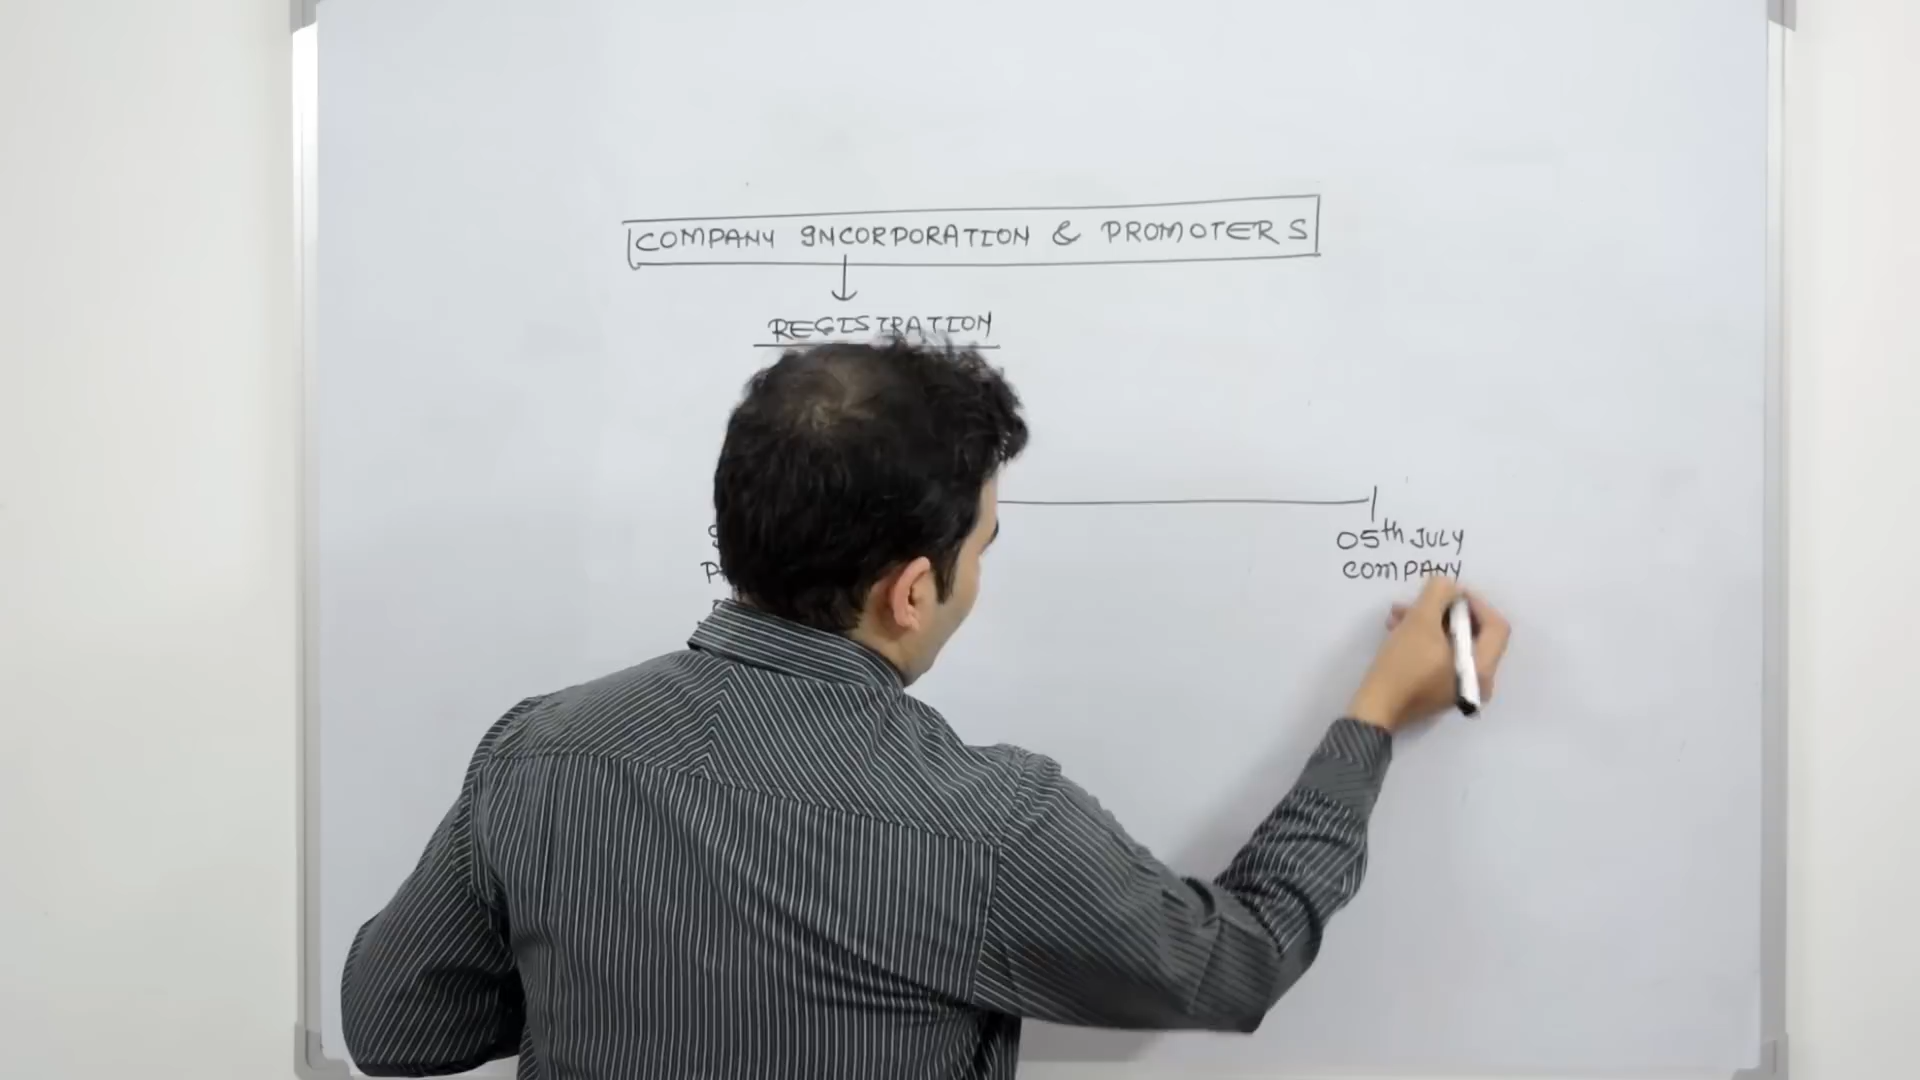 COMPANY INCORPORATION & PROMOTERS
REGISTRATION
05th JULY
COMPANY